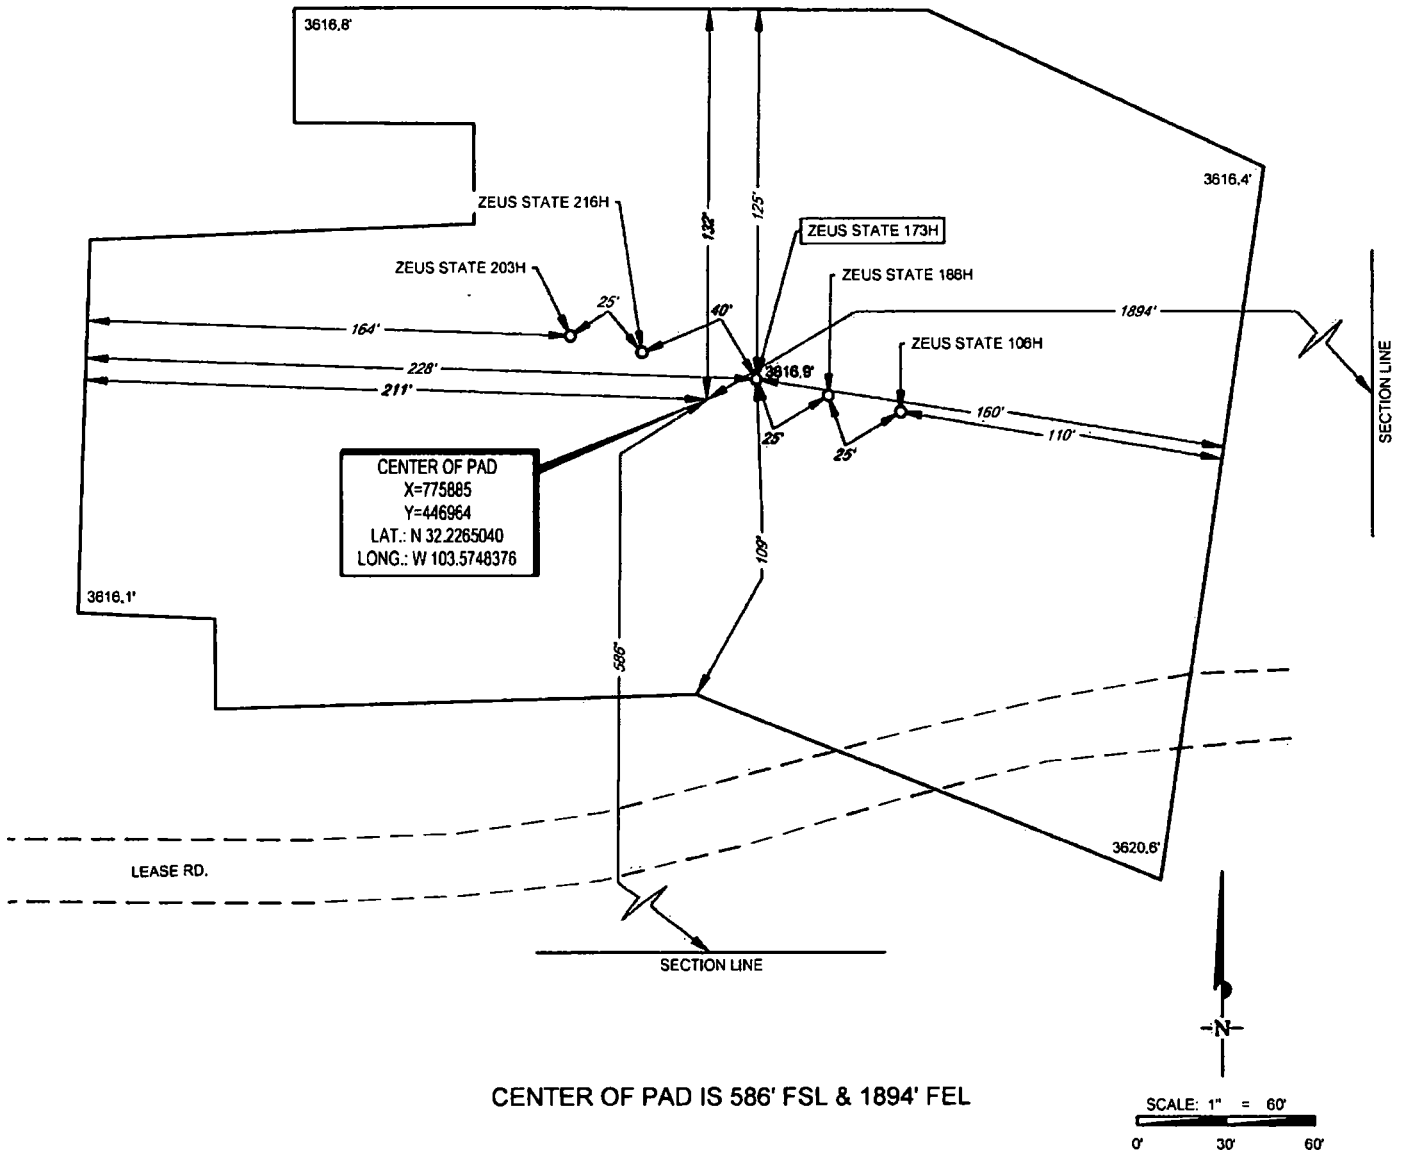 3616.8'
3616.4'
ZEUS STATE 216H
132'
125'
ZEUS STATE 173H
ZEUS STATE 203H
ZEUS STATE 186H
25'
40'
1894'
164'
ZEUS STATE 106H
SECTION LINE
228'
3616.9'
211'
160'
25'
25'
110'
CENTER OF PAD
X=775885
Y=446964
LAT.: N 32.2265040
LONG.: W 103.5748376
109'
3616.1'
586'
3620.6'
LEASE RD.
SECTION LINE
N
CENTER OF PAD IS 586' FSL & 1894' FEL
SCALE: 1" = 60'
0' 30' 60'